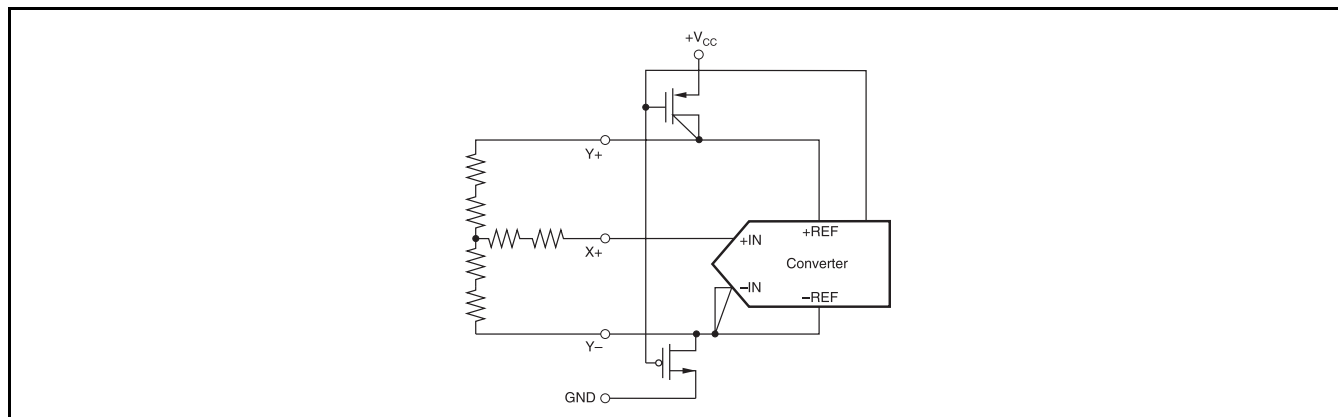 +VCC
Y+
X+
+IN
+REF
Converter
–IN
–REF
Y–
GND